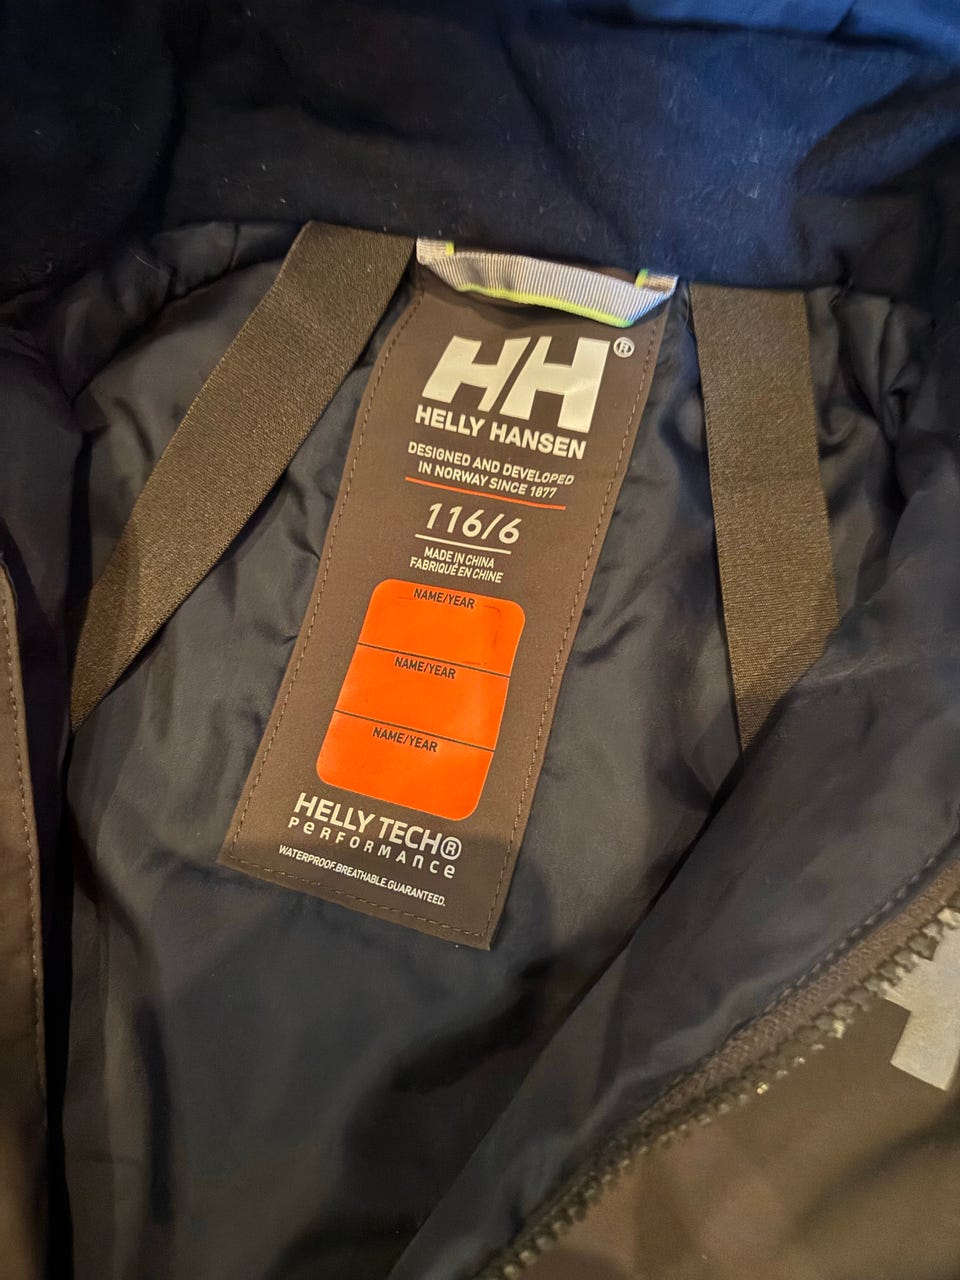 HH®
HELLY HANSEN
DESIGNED AND DEVELOPED
IN NORWAY SINCE 1877
116/6
MADE IN CHINA
FABRIQUÉ EN CHINE
NAME/YEAR
NAME/YEAR
NAME/YEAR
HELLY TECH®
PeRFORMANce
WATERPROOF.BREATHABLE.GUARANTEED.